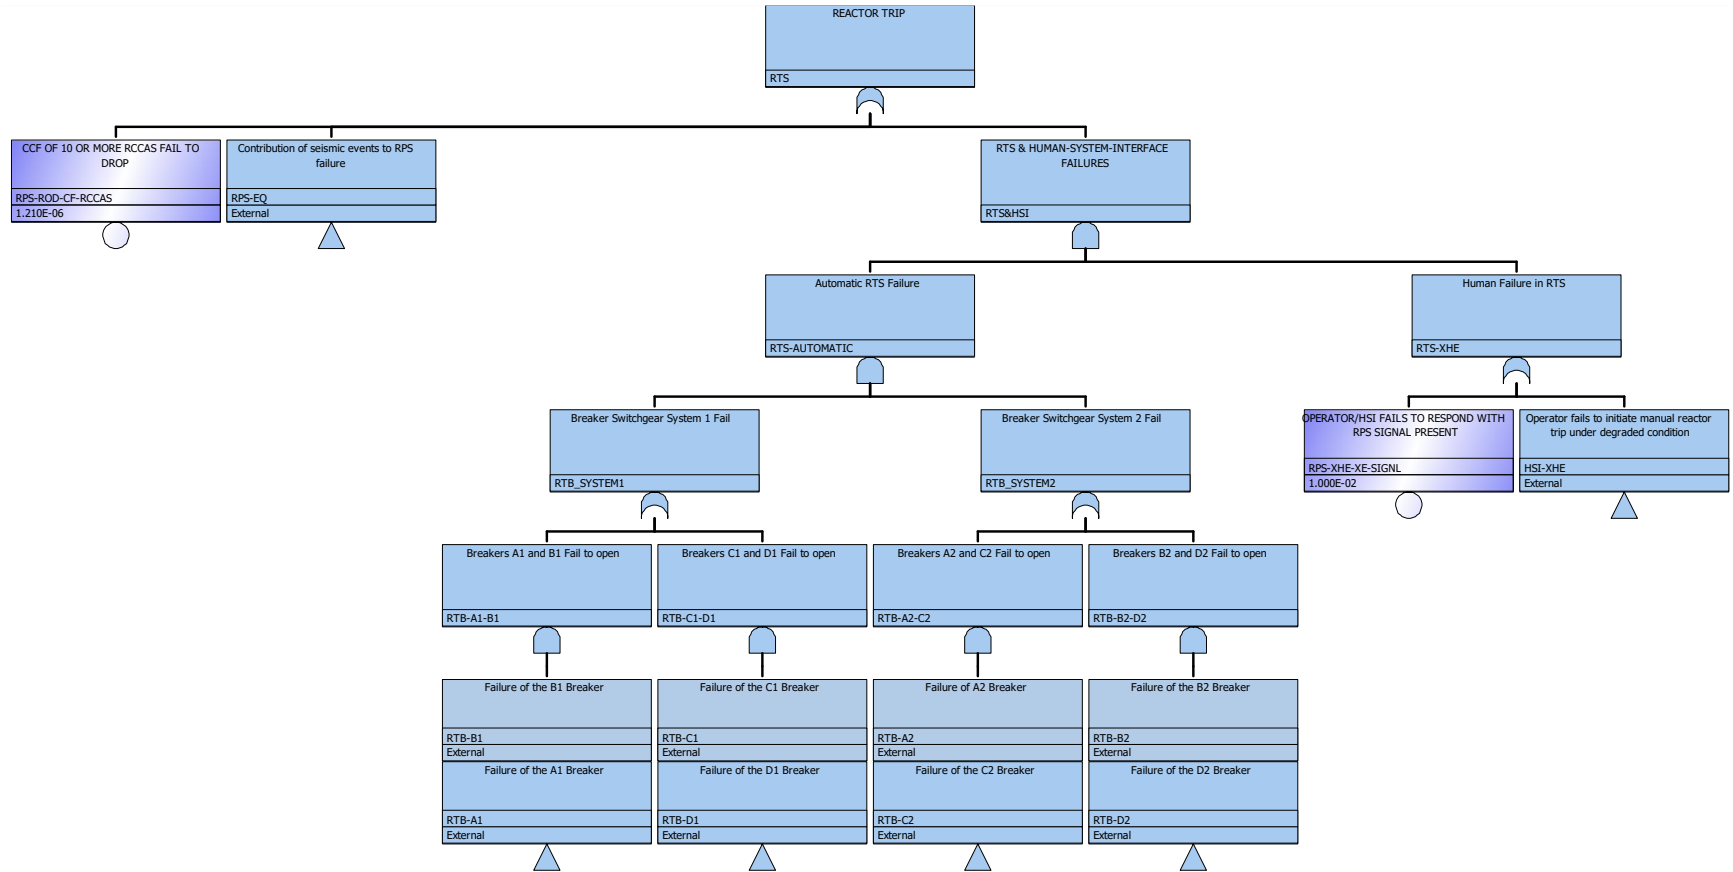 REACTOR TRIP
RTS
CCF OF 10 OR MORE RCCAS FAIL TO
DROP
RPS-ROD-CF-RCCAS
1.210E-06
Contribution of seismic events to RPS
failure
RPS-EQ
External
RTS & HUMAN-SYSTEM-INTERFACE
FAILURES
RTS&HSI
Automatic RTS Failure
RTS-AUTOMATIC
Human Failure in RTS
RTS-XHE
Breaker Switchgear System 1 Fail
RTB_SYSTEM1
Breaker Switchgear System 2 Fail
RTB_SYSTEM2
OPERATOR/HSI FAILS TO RESPOND WITH
RPS SIGNAL PRESENT
RPS-XHE-XE-SIGNL
1.000E-02
Operator fails to initiate manual reactor
trip under degraded condition
HSI-XHE
External
Breakers A1 and B1 Fail to open
RTB-A1-B1
Breakers C1 and D1 Fail to open
RTB-C1-D1
Breakers A2 and C2 Fail to open
RTB-A2-C2
Breakers B2 and D2 Fail to open
RTB-B2-D2
Failure of the B1 Breaker
RTB-B1
External
Failure of the C1 Breaker
RTB-C1
External
Failure of A2 Breaker
RTB-A2
External
Failure of the B2 Breaker
RTB-B2
External
Failure of the A1 Breaker
RTB-A1
External
Failure of the D1 Breaker
RTB-D1
External
Failure of the C2 Breaker
RTB-C2
External
Failure of the D2 Breaker
RTB-D2
External